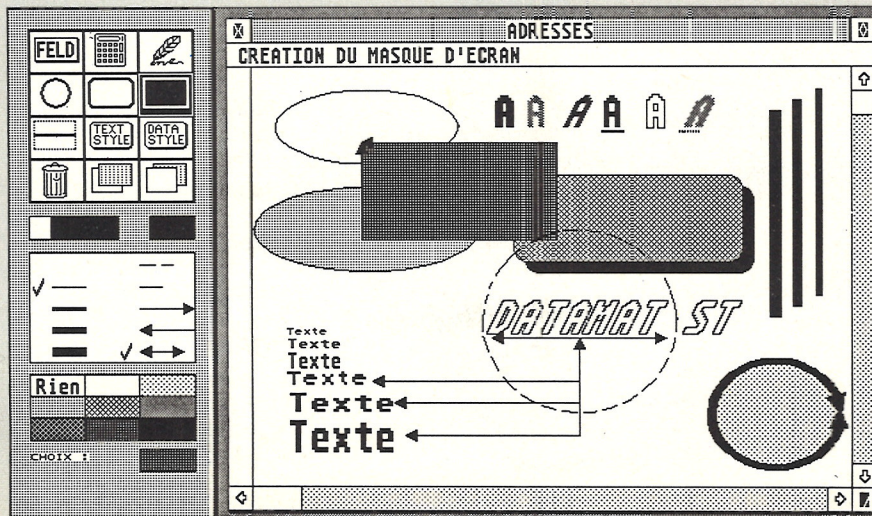 ADRESSES
CREATION DU MASQUE D'ECRAN
FELD
TEXT
STYLE
DATA
STYLE
A A A A A A
DATAMAT ST
Texte
Texte
Texte
Texte
Texte
Texte
Rien
CHOIX :